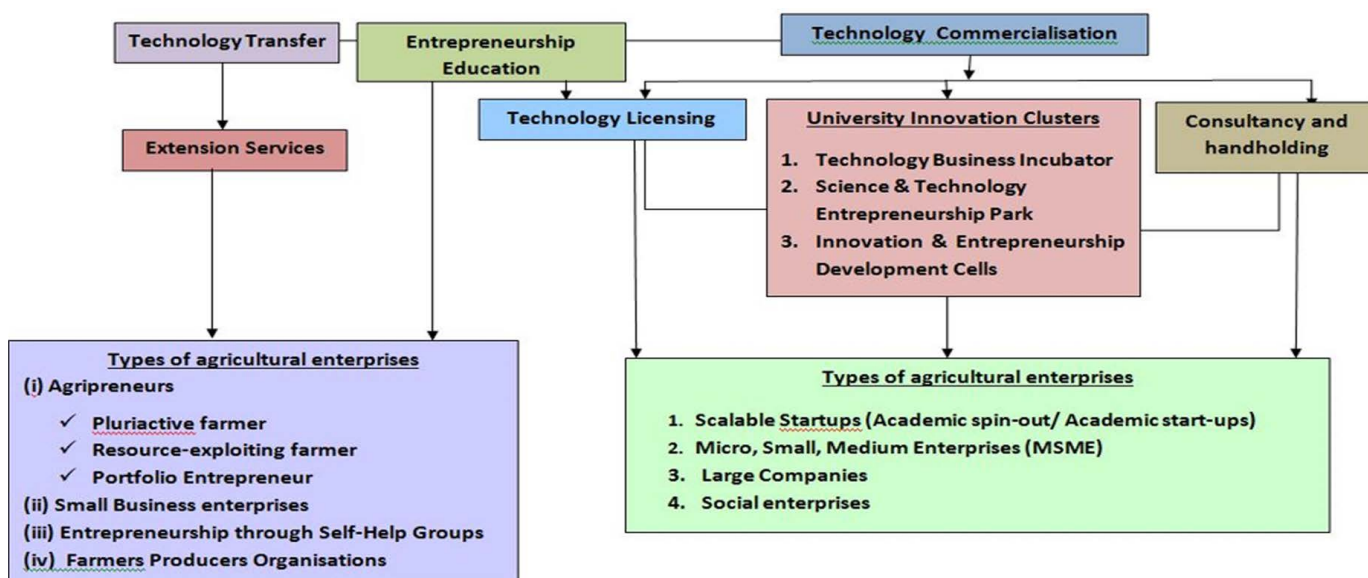 Technology Transfer
Entrepreneurship
Education
Technology Commercialisation
Extension Services
Technology Licensing
University Innovation Clusters
1. Technology Business Incubator
2. Science & Technology
Entrepreneurship Park
3. Innovation & Entrepreneurship
Development Cells
Consultancy and
handholding
Types of agricultural enterprises
(i) Agripreneurs
✓ Pluriactive farmer
✓ Resource-exploiting farmer
✓ Portfolio Entrepreneur
(ii) Small Business enterprises
(iii) Entrepreneurship through Self-Help Groups
(iv) Farmers Producers Organisations
Types of agricultural enterprises
1. Scalable Startups (Academic spin-out/ Academic start-ups)
2. Micro, Small, Medium Enterprises (MSME)
3. Large Companies
4. Social enterprises